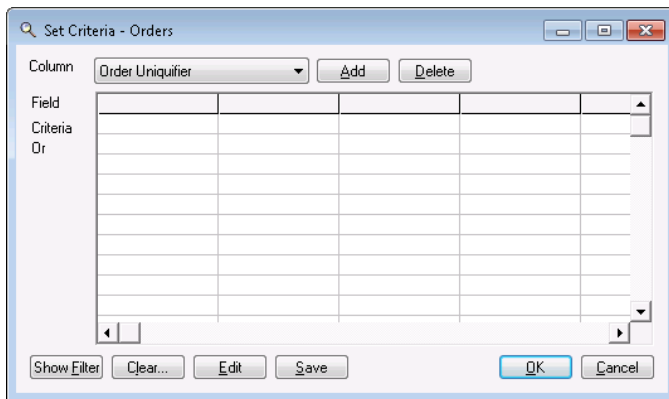 Set Criteria - Orders
Column Order Uniquifier Add Delete
Field
Criteria
Or
Show Filter Clear... Edit Save OK Cancel